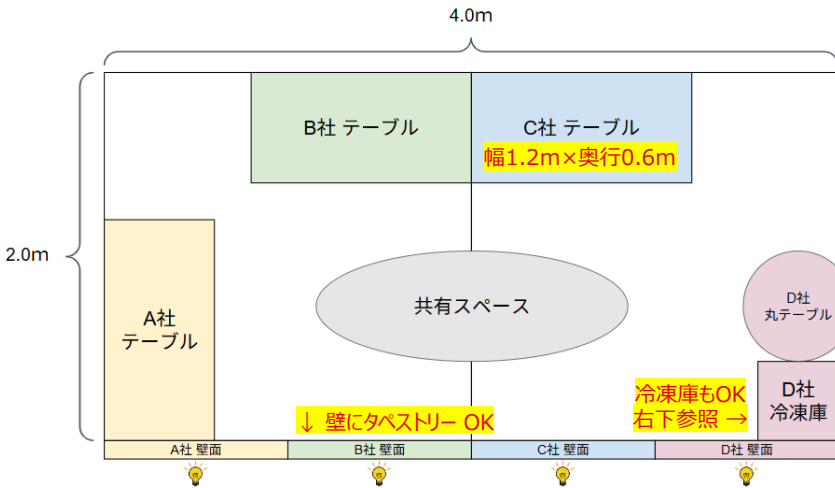 4.0m
B社 テーブル
C社 テーブル
幅1.2m×奥行0.6m
2.0m
A社
テーブル
共有スペース
D社
丸テーブル
↓ 壁にタペストリー OK
冷凍庫もOK
右下参照 →
D社
冷凍庫
A社 壁面
B社 壁面
C社 壁面
D社 壁面